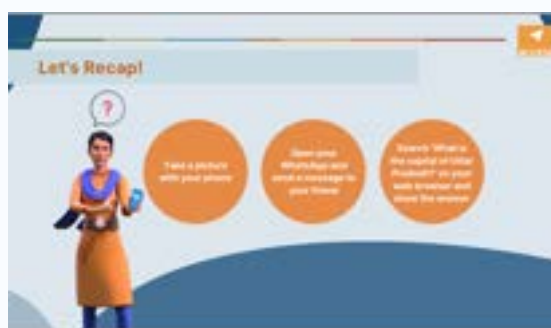 Let's Recap!
?
Take a picture
with your phone
Open your
WhatsApp and
send a message to
your friend
Search 'What is
the capital of Uttar
Pradesh?' on your
web browser and
share the answer